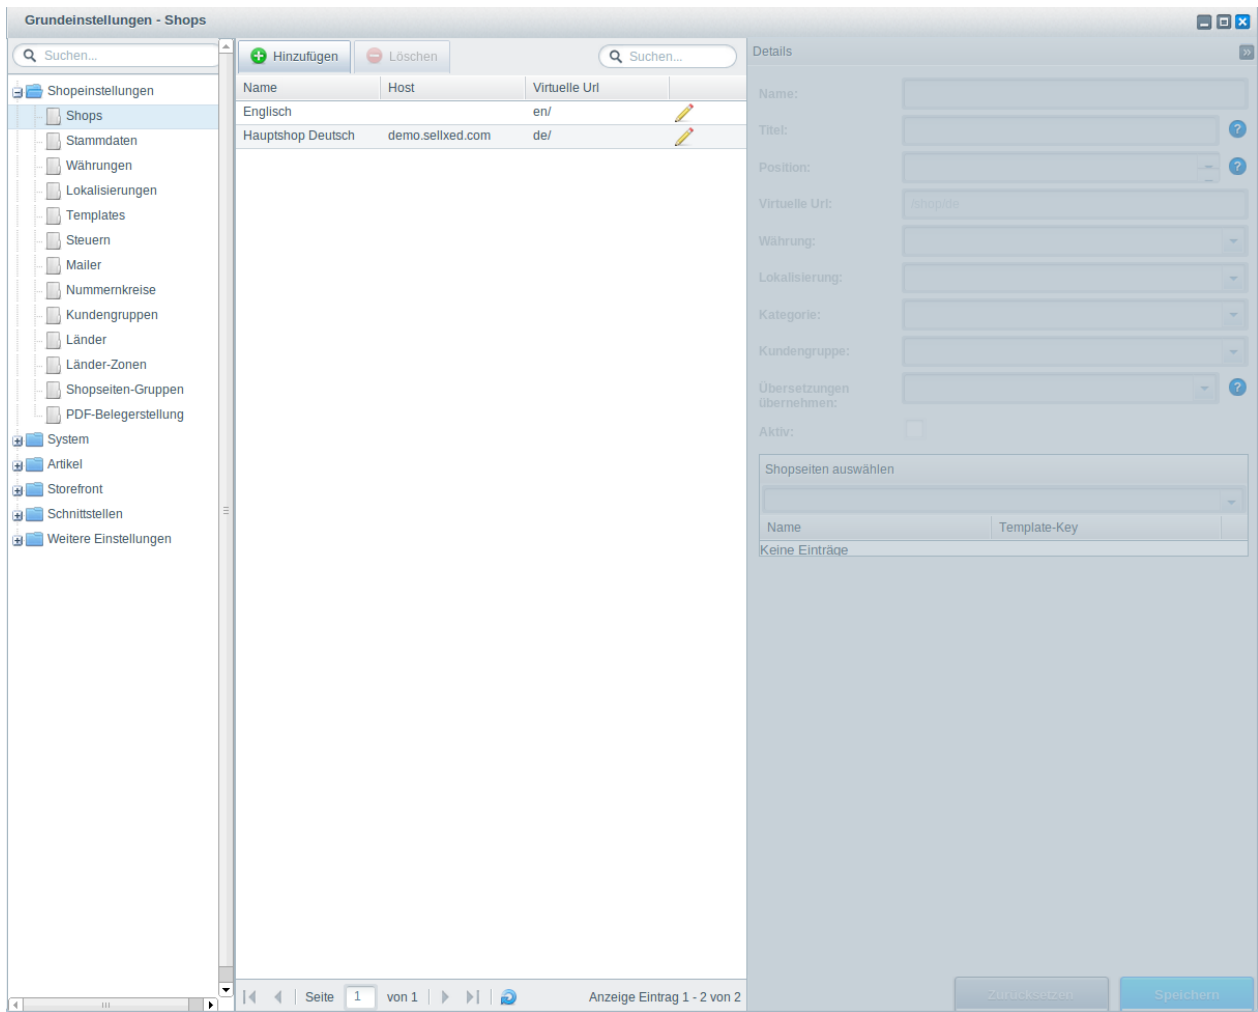 Grundeinstellungen - Shops
Suchen...
Shopeinstellungen
Shops
Stammdaten
Währungen
Lokalisierungen
Templates
Steuern
Mailer
Nummernkreise
Kundengruppen
Länder
Länder-Zonen
Shopseiten-Gruppen
PDF-Belegerstellung
System
Artikel
Storefront
Schnittstellen
Weitere Einstellungen
Hinzufügen Löschen Suchen...
Name Host Virtuelle Url
Englisch en/
Hauptshop Deutsch demo.sellxed.com de/
Seite 1 von 1 Anzeige Eintrag 1 - 2 von 2
Details
Name:
Titel:
Position:
Virtuelle Url: /shop/de
Währung:
Lokalisierung:
Kategorie:
Kundengruppe:
Übersetzungen
übernehmen:
Aktiv:
Shopseiten auswählen
Name Template-Key
Keine Einträge
Zurücksetzen Speichern